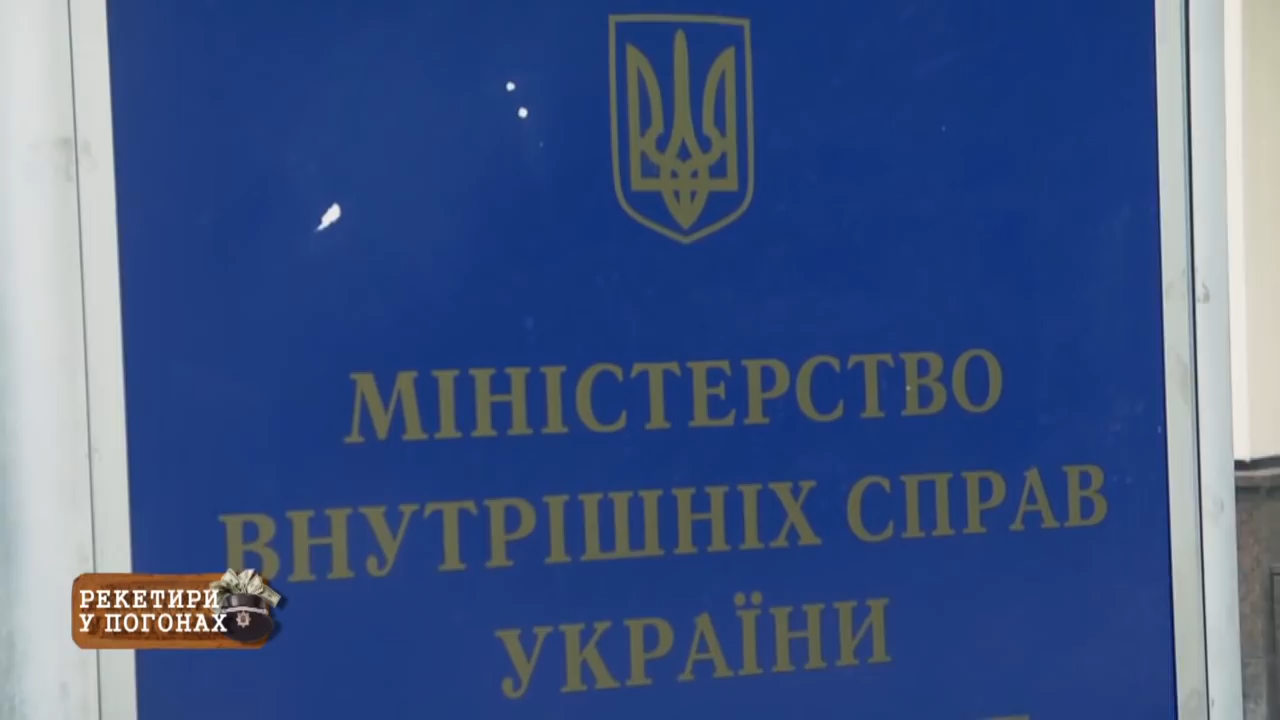 МІНІСТЕРСТВО
ВНУТРІШНІХ СПРАВ
УКРАЇНИ
РЕКЕТИРИ
У ПОГОНАХ